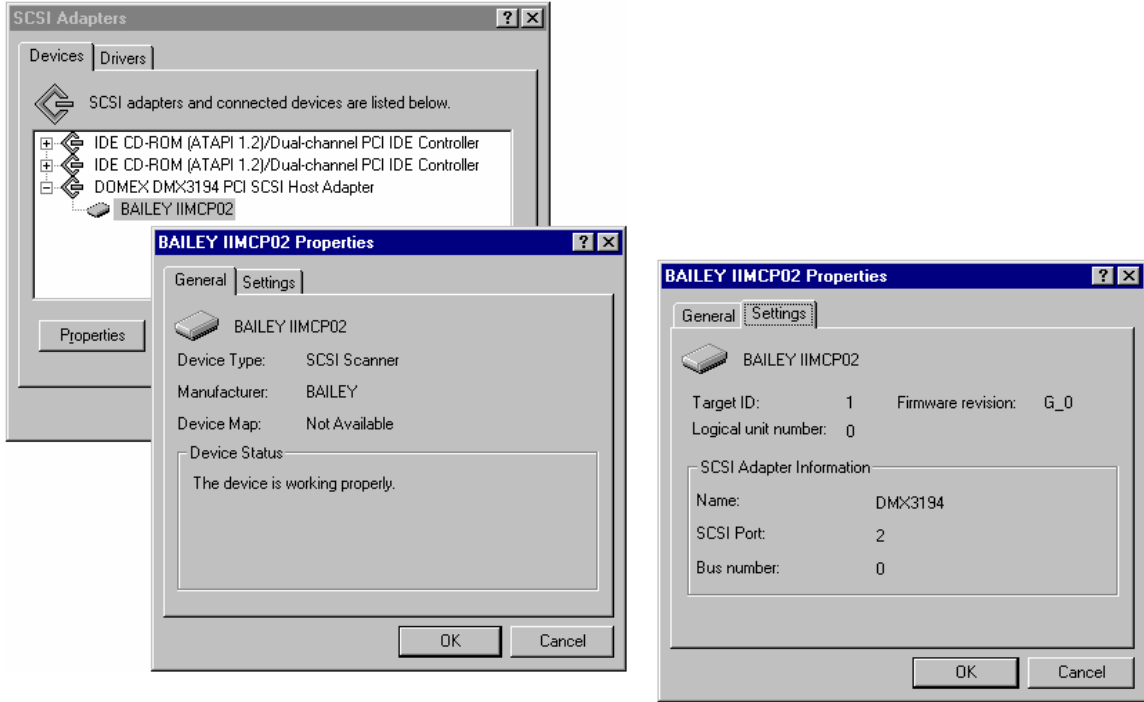 SCSI Adapters
Devices Drivers
SCSI adapters and connected devices are listed below.
IDE CD-ROM (ATAPI 1.2)/Dual-channel PCI IDE Controller
IDE CD-ROM (ATAPI 1.2)/Dual-channel PCI IDE Controller
DOMEX DMX3194 PCI SCSI Host Adapter
BAILEY IIMCP02
Properties
BAILEY IIMCP02 Properties
General Settings
BAILEY IIMCP02
Device Type: SCSI Scanner
Manufacturer: BAILEY
Device Map: Not Available
Device Status
The device is working properly.
OK Cancel
BAILEY IIMCP02 Properties
General Settings
BAILEY IIMCP02
Target ID: 1 Firmware revision: G_0
Logical unit number: 0
SCSI Adapter Information
Name: DMX3194
SCSI Port: 2
Bus number: 0
OK Cancel